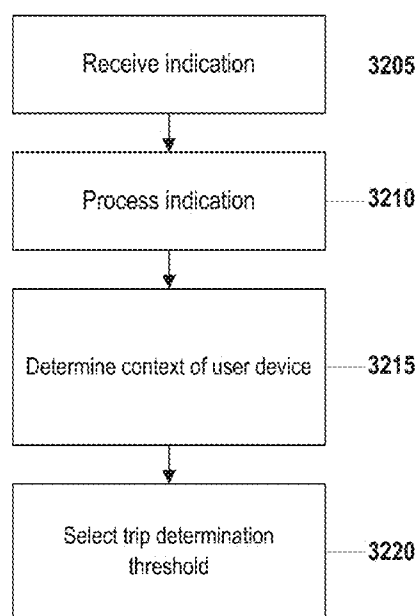 Receive indication 3205
Process indication 3210
Determine context of user device 3215
Select trip determination
threshold 3220